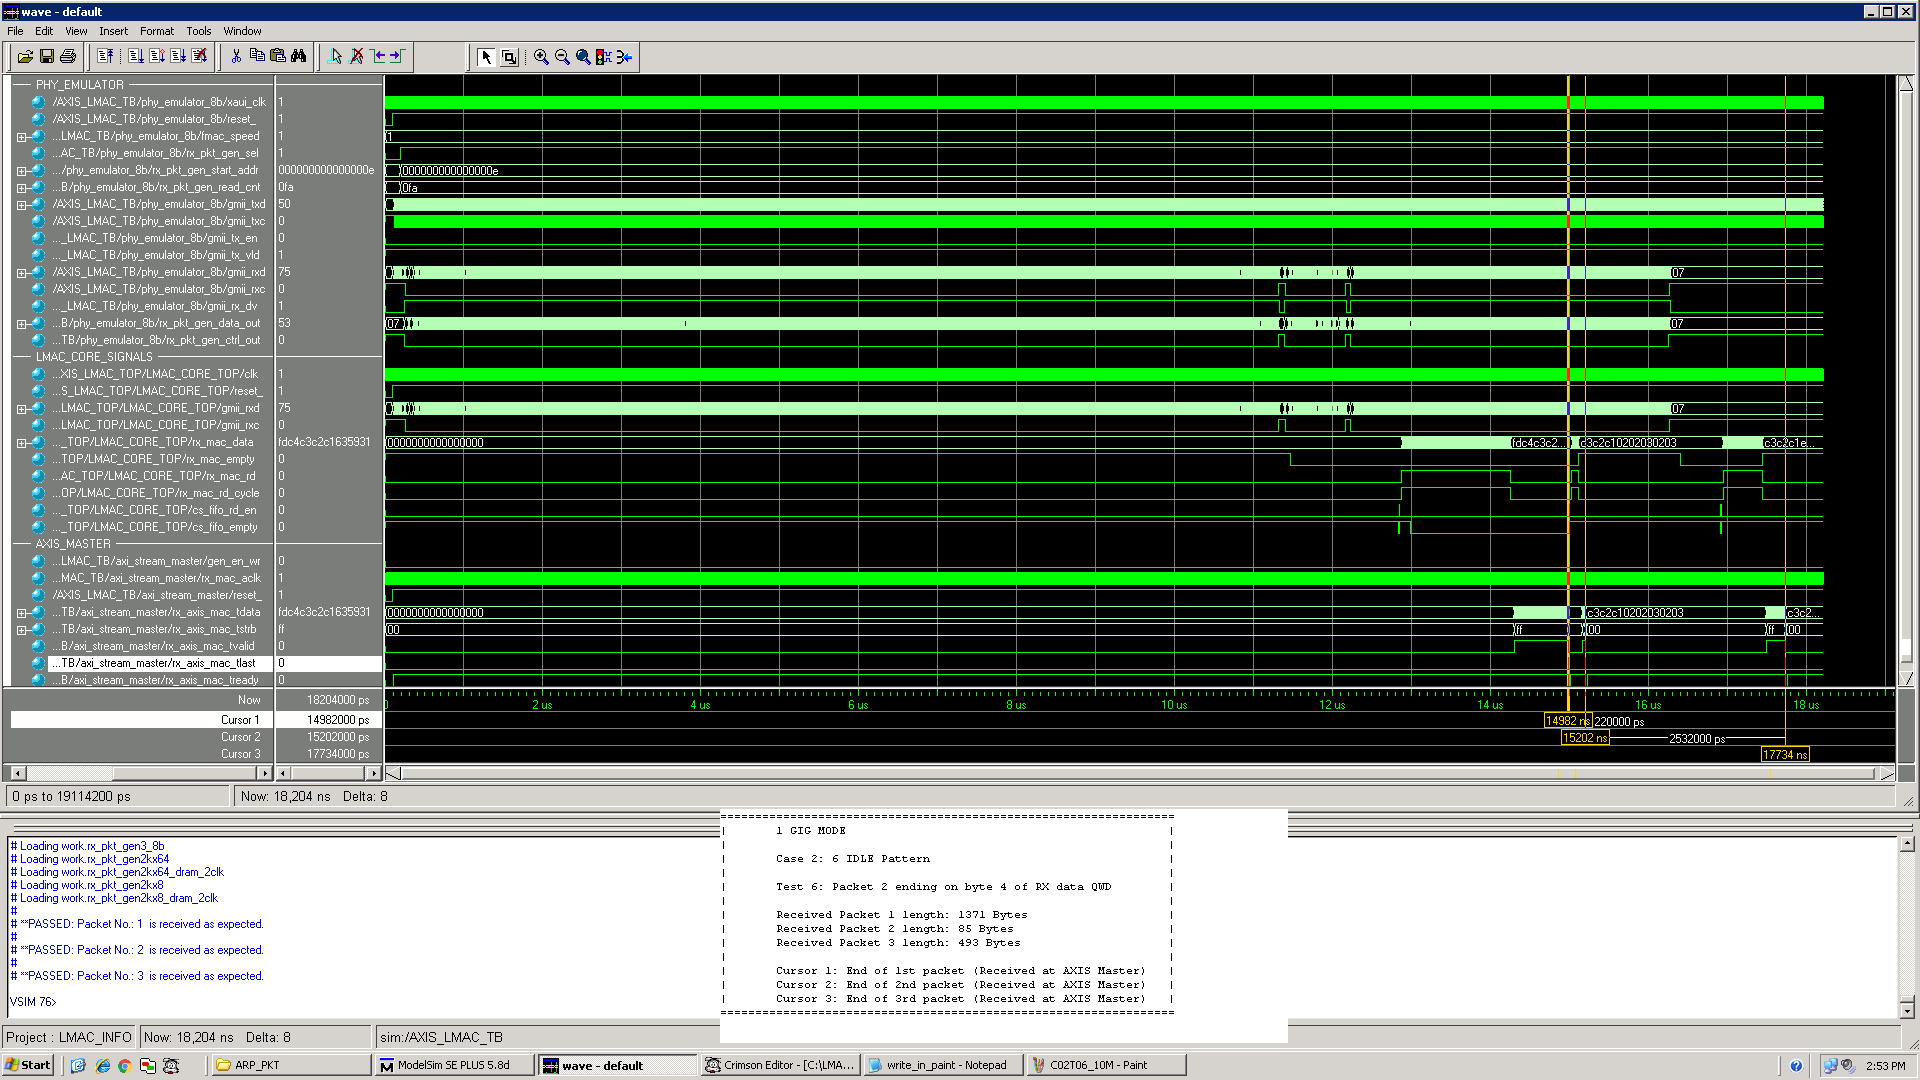 wave - default
File Edit View Insert Format Tools Window
PHY_EMULATOR
/AXIS_LMAC_TB/phy_emulator_8b/xaui_clk 1
/AXIS_LMAC_TB/phy_emulator_8b/reset_ 1
...LMAC_TB/phy_emulator_8b/fmac_speed 1 1
...AC_TB/phy_emulator_8b/rx_pkt_gen_sel 1
.../phy_emulator_8b/rx_pkt_gen_start_addr 000000000000000e 000000000000000e
...B/phy_emulator_8b/rx_pkt_gen_read_cnt 0fa 0fa
/AXIS_LMAC_TB/phy_emulator_8b/gmii_txd 50
/AXIS_LMAC_TB/phy_emulator_8b/gmii_txc 0
..._LMAC_TB/phy_emulator_8b/gmii_tx_en 0
..._LMAC_TB/phy_emulator_8b/gmii_tx_vld 1
/AXIS_LMAC_TB/phy_emulator_8b/gmii_rxd 75 07
/AXIS_LMAC_TB/phy_emulator_8b/gmii_rxc 0
..._LMAC_TB/phy_emulator_8b/gmii_rx_dv 1
...B/phy_emulator_8b/rx_pkt_gen_data_out 53 07 07
...TB/phy_emulator_8b/rx_pkt_gen_ctrl_out 0
LMAC_CORE_SIGNALS
...XIS_LMAC_TOP/LMAC_CORE_TOP/clk 1
...S_LMAC_TOP/LMAC_CORE_TOP/reset_ 1
...LMAC_TOP/LMAC_CORE_TOP/gmii_rxd 75 07
...LMAC_TOP/LMAC_CORE_TOP/gmii_rxc 0
..._TOP/LMAC_CORE_TOP/rx_mac_data fdc4c3c2c1635931 0000000000000000 fdc4c3c2... c3c2c10202030203 c3c2c1e...
...TOP/LMAC_CORE_TOP/rx_mac_empty 0
...AC_TOP/LMAC_CORE_TOP/rx_mac_rd 0
...OP/LMAC_CORE_TOP/rx_mac_rd_cycle 0
..._TOP/LMAC_CORE_TOP/cs_fifo_rd_en 0
..._TOP/LMAC_CORE_TOP/cs_fifo_empty 0
AXIS_MASTER
...LMAC_TB/axi_stream_master/gen_en_wr 0
...MAC_TB/axi_stream_master/rx_mac_aclk 1
/AXIS_LMAC_TB/axi_stream_master/reset_ 1
...TB/axi_stream_master/rx_axis_mac_tdata fdc4c3c2c1635931 0000000000000000 c3c2c10202030203 c3c2...
...TB/axi_stream_master/rx_axis_mac_tstrb ff 00 ff 00 ff 00
...B/axi_stream_master/rx_axis_mac_tvalid 0
...TB/axi_stream_master/rx_axis_mac_tlast 0
...B/axi_stream_master/rx_axis_mac_tready 0
Now 18204000 ps 0 2 us 4 us 6 us 8 us 10 us 12 us 14 us 16 us 18 us
Cursor 1 14982000 ps 14982 ns 220000 ps
Cursor 2 15202000 ps 15202 ns 2532000 ps
Cursor 3 17734000 ps 17734 ns
0 ps to 19114200 ps Now: 18,204 ns Delta: 8
# Loading work.rx_pkt_gen3_8b
# Loading work.rx_pkt_gen2kx64
# Loading work.rx_pkt_gen2kx64_dram_2clk
# Loading work.rx_pkt_gen2kx8
# Loading work.rx_pkt_gen2kx8_dram_2clk
#
# **PASSED: Packet No.: 1 is received as expected.
#
# **PASSED: Packet No.: 2 is received as expected.
#
# **PASSED: Packet No.: 3 is received as expected.
VSIM 76>
1 GIG MODE
Case 2: 6 IDLE Pattern
Test 6: Packet 2 ending on byte 4 of RX data QWD
Received Packet 1 length: 1371 Bytes
Received Packet 2 length: 85 Bytes
Received Packet 3 length: 493 Bytes
Cursor 1: End of 1st packet (Received at AXIS Master)
Cursor 2: End of 2nd packet (Received at AXIS Master)
Cursor 3: End of 3rd packet (Received at AXIS Master)
Project : LMAC_INFO Now: 18,204 ns Delta: 8 sim:/AXIS_LMAC_TB
Start ARP_PKT ModelSim SE PLUS 5.8d wave - default Crimson Editor - [C:\LMA... write_in_paint - Notepad C02T06_10M - Paint 2:53 PM